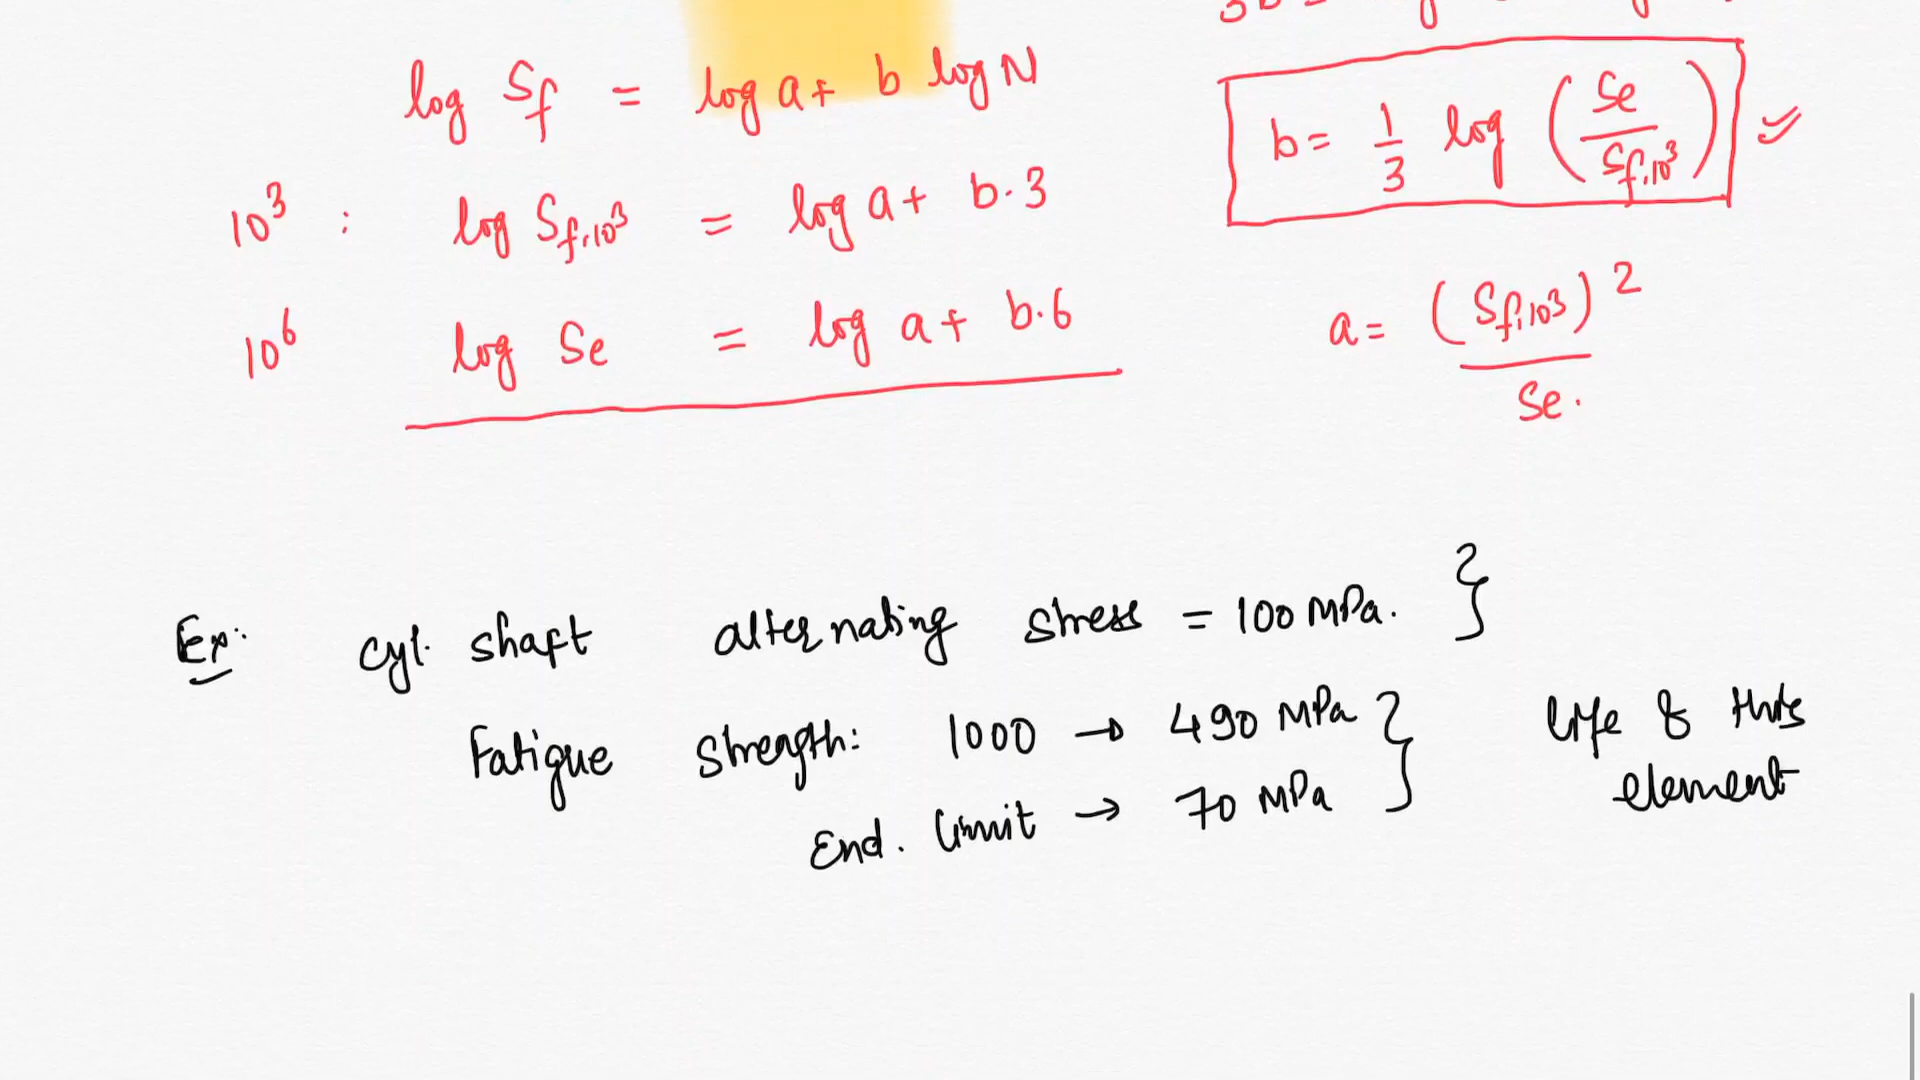 log Sf = log a + b log N
b = 1/3 log (Se / Sf,10³)
10³ : log Sf,10³ = log a + b.3
10⁶ log Se = log a + b.6
a = (Sf,10³)² / Se.
Ex: cyl. shaft alternating stress = 100 MPa.
Fatigue strength: 1000 → 490 MPa
End. limit → 70 MPa
life & this
element